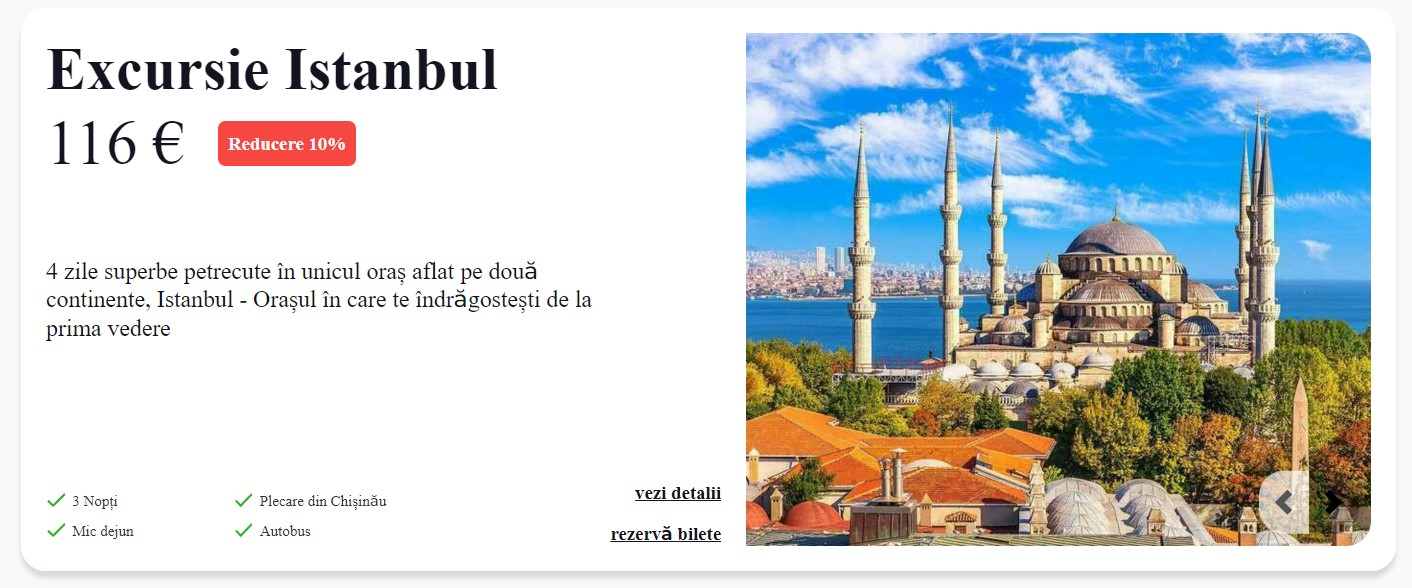 Excursie Istanbul
116 €
Reducere 10%
4 zile superbe petrecute în unicul oraș aflat pe două
continente, Istanbul - Orașul în care te îndrăgostești de la
prima vedere
3 Nopți
Plecare din Chișinău
vezi detalii
Mic dejun
Autobus
rezervă bilete